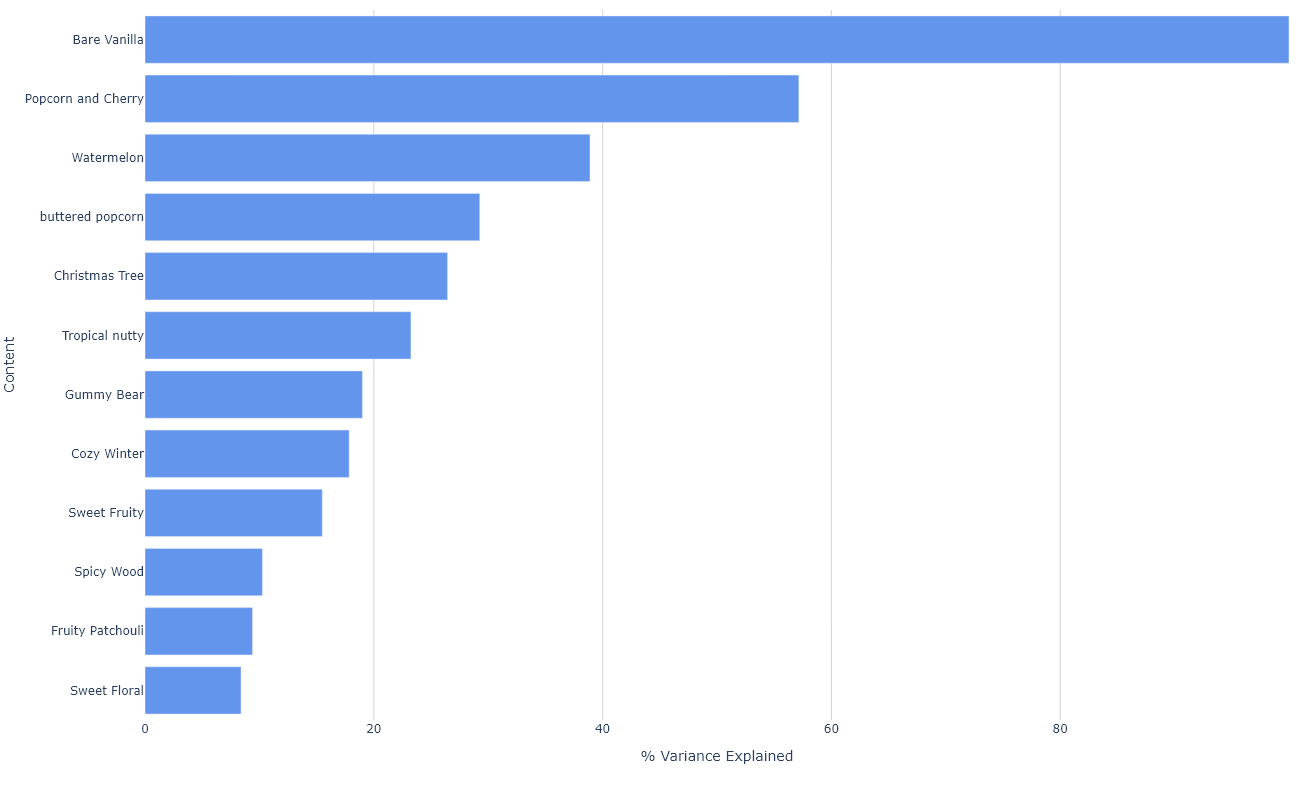 Bare Vanilla
Popcorn and Cherry
Watermelon
buttered popcorn
Christmas Tree
Tropical nutty
Gummy Bear
Cozy Winter
Sweet Fruity
Spicy Wood
Fruity Patchouli
Sweet Floral
Content
0 20 40 60 80
% Variance Explained